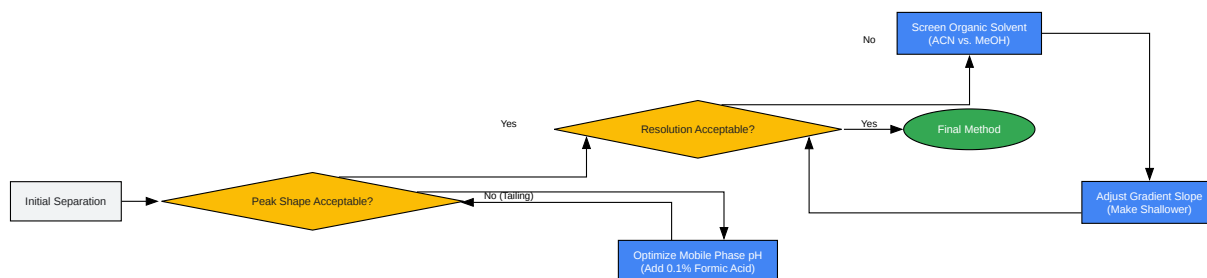 Initial Separation
Peak Shape Acceptable?
No (Tailing)
Optimize Mobile Phase pH
(Add 0.1% Formic Acid)
Yes
Resolution Acceptable?
Yes
Final Method
No
Screen Organic Solvent
(ACN vs. MeOH)
Adjust Gradient Slope
(Make Shallower)